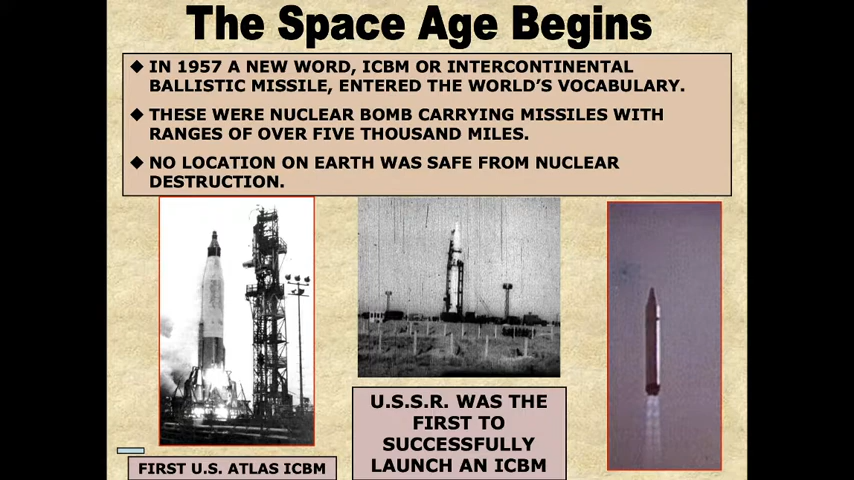 The Space Age Begins
◆ IN 1957 A NEW WORD, ICBM OR INTERCONTINENTAL
BALLISTIC MISSILE, ENTERED THE WORLD'S VOCABULARY.
◆ THESE WERE NUCLEAR BOMB CARRYING MISSILES WITH
RANGES OF OVER FIVE THOUSAND MILES.
◆ NO LOCATION ON EARTH WAS SAFE FROM NUCLEAR
DESTRUCTION.
FIRST U.S. ATLAS ICBM
U.S.S.R. WAS THE
FIRST TO
SUCCESSFULLY
LAUNCH AN ICBM